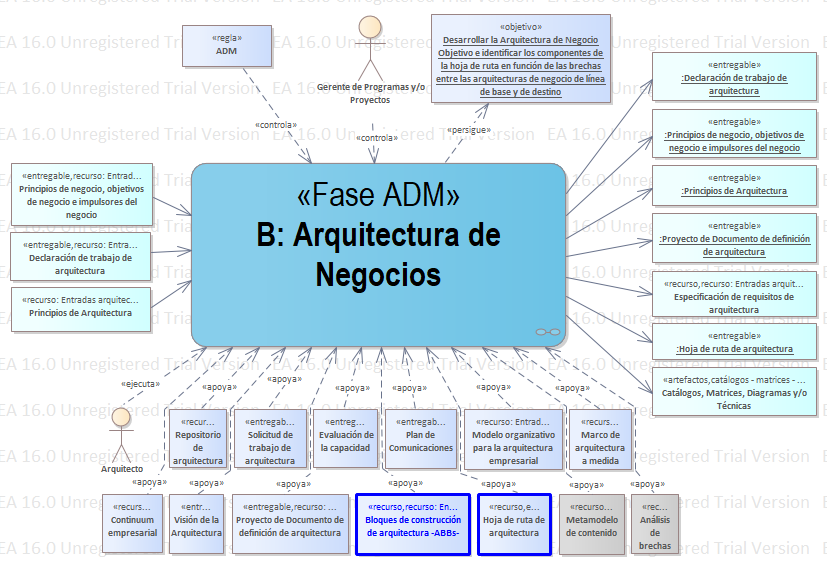 EA 16.0 Unregistered Trial Version
«regla»
ADM
Gerente de Programas y/o
Proyectos
«objetivo»
Desarrollar la Arquitectura de Negocio
Objetivo e identificar los componentes de
la hoja de ruta en función de las brechas
entre las arquitecturas de negocio de línea
de base y de destino
«controla»
«controla»
«persigue»
«entregable,recurso: Entrad...
Principios de negocio, objetivos
de negocio e impulsores del
negocio
«entregable,recurso: Entra...
Declaración de trabajo de
arquitectura
«recurso: Entradas arquitec...
Principios de Arquitectura
«Fase ADM»
B: Arquitectura de
Negocios
«entregable»
:Declaración de trabajo de
arquitectura
«entregable»
:Principios de negocio, objetivos de
negocio e impulsores del negocio
«entregable»
:Principios de Arquitectura
«entregable»
:Proyecto de Documento de definición
de arquitectura
«recurso,recurso: Entradas arquit...
Especificación de requisitos de
arquitectura
«entregable»
:Hoja de ruta de arquitectura
«artefactos,catálogos - matrices - ...
Catálogos, Matrices, Diagramas y/o
Técnicas
«ejecuta»
«apoya»
«apoya»
«apoya»
«apoya»
«apoya»
«apoya»
Arquitecto
«recur...
Repositorio
de
arquitectura
«entregab...
Solicitud de
trabajo de
arquitectura
«entreg...
Evaluación de
la capacidad
«entregab...
Plan de
Comunicaciones
«recurso: Entrad...
Modelo organizativo
para la arquitectura
empresarial
«recurs...
Marco de
arquitectura
a medida
«apoya»
«apoya»
«apoya»
«apoya»
«apoya»
«apoya»
«apoya»
«recurs...
Continuum
empresarial
«entr...
Visión de la
Arquitectura
«entregable,recurso: ...
Proyecto de Documento de
definición de arquitectura
«recurso,recurso: En...
Bloques de construcción
de arquitectura -ABBs-
«recurso,e...
Hoja de ruta de
arquitectura
«recurso...
Metamodelo
de contenido
«rec...
Análisis
de
brechas